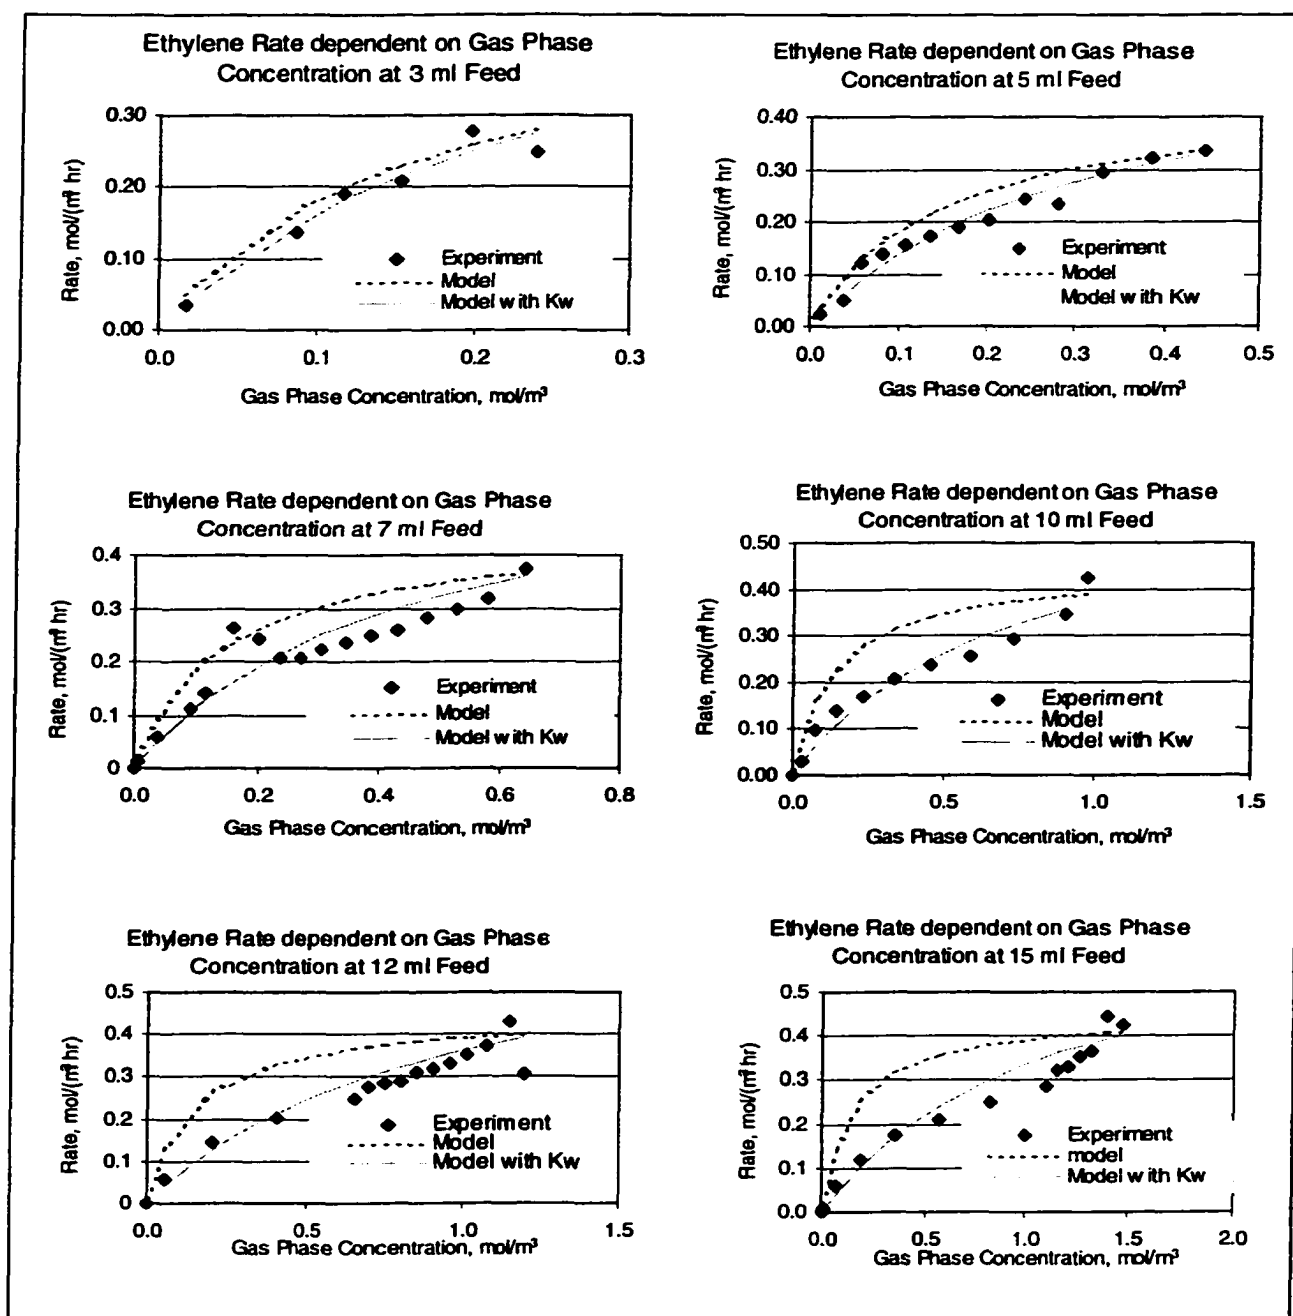 Ethylene Rate dependent on Gas Phase
Concentration at 3 ml Feed
0.30
0.20
0.10
0.00
Rate, mol/(m³ hr)
Experiment
Model
Model with Kw
0.0 0.1 0.2 0.3
Gas Phase Concentration, mol/m³
Ethylene Rate dependent on Gas Phase
Concentration at 5 ml Feed
0.40
0.30
0.20
0.10
0.00
Rate, mol/(m³ hr)
Experiment
Model
Model with Kw
0.0 0.1 0.2 0.3 0.4 0.5
Gas Phase Concentration, mol/m³
Ethylene Rate dependent on Gas Phase
Concentration at 7 ml Feed
0.4
0.3
0.2
0.1
0
Rate, mol/(m³ hr)
Experiment
Model
Model with Kw
0.0 0.2 0.4 0.6 0.8
Gas Phase Concentration, mol/m³
Ethylene Rate dependent on Gas Phase
Concentration at 10 ml Feed
0.50
0.40
0.30
0.20
0.10
0.00
Rate, mol/(m³ hr)
Experiment
Model
Model with Kw
0.0 0.5 1.0 1.5
Gas Phase Concentration, mol/m³
Ethylene Rate dependent on Gas Phase
Concentration at 12 ml Feed
0.5
0.4
0.3
0.2
0.1
0
Rate, mol/(m³ hr)
Experiment
Model
Model with Kw
0.0 0.5 1.0 1.5
Gas Phase Concentration, mol/m³
Ethylene Rate dependent on Gas Phase
Concentration at 15 ml Feed
0.5
0.4
0.3
0.2
0.1
0.0
Rate, mol/(m³ hr)
Experiment
model
Model with Kw
0.0 0.5 1.0 1.5 2.0
Gas Phase Concentration, mol/m³